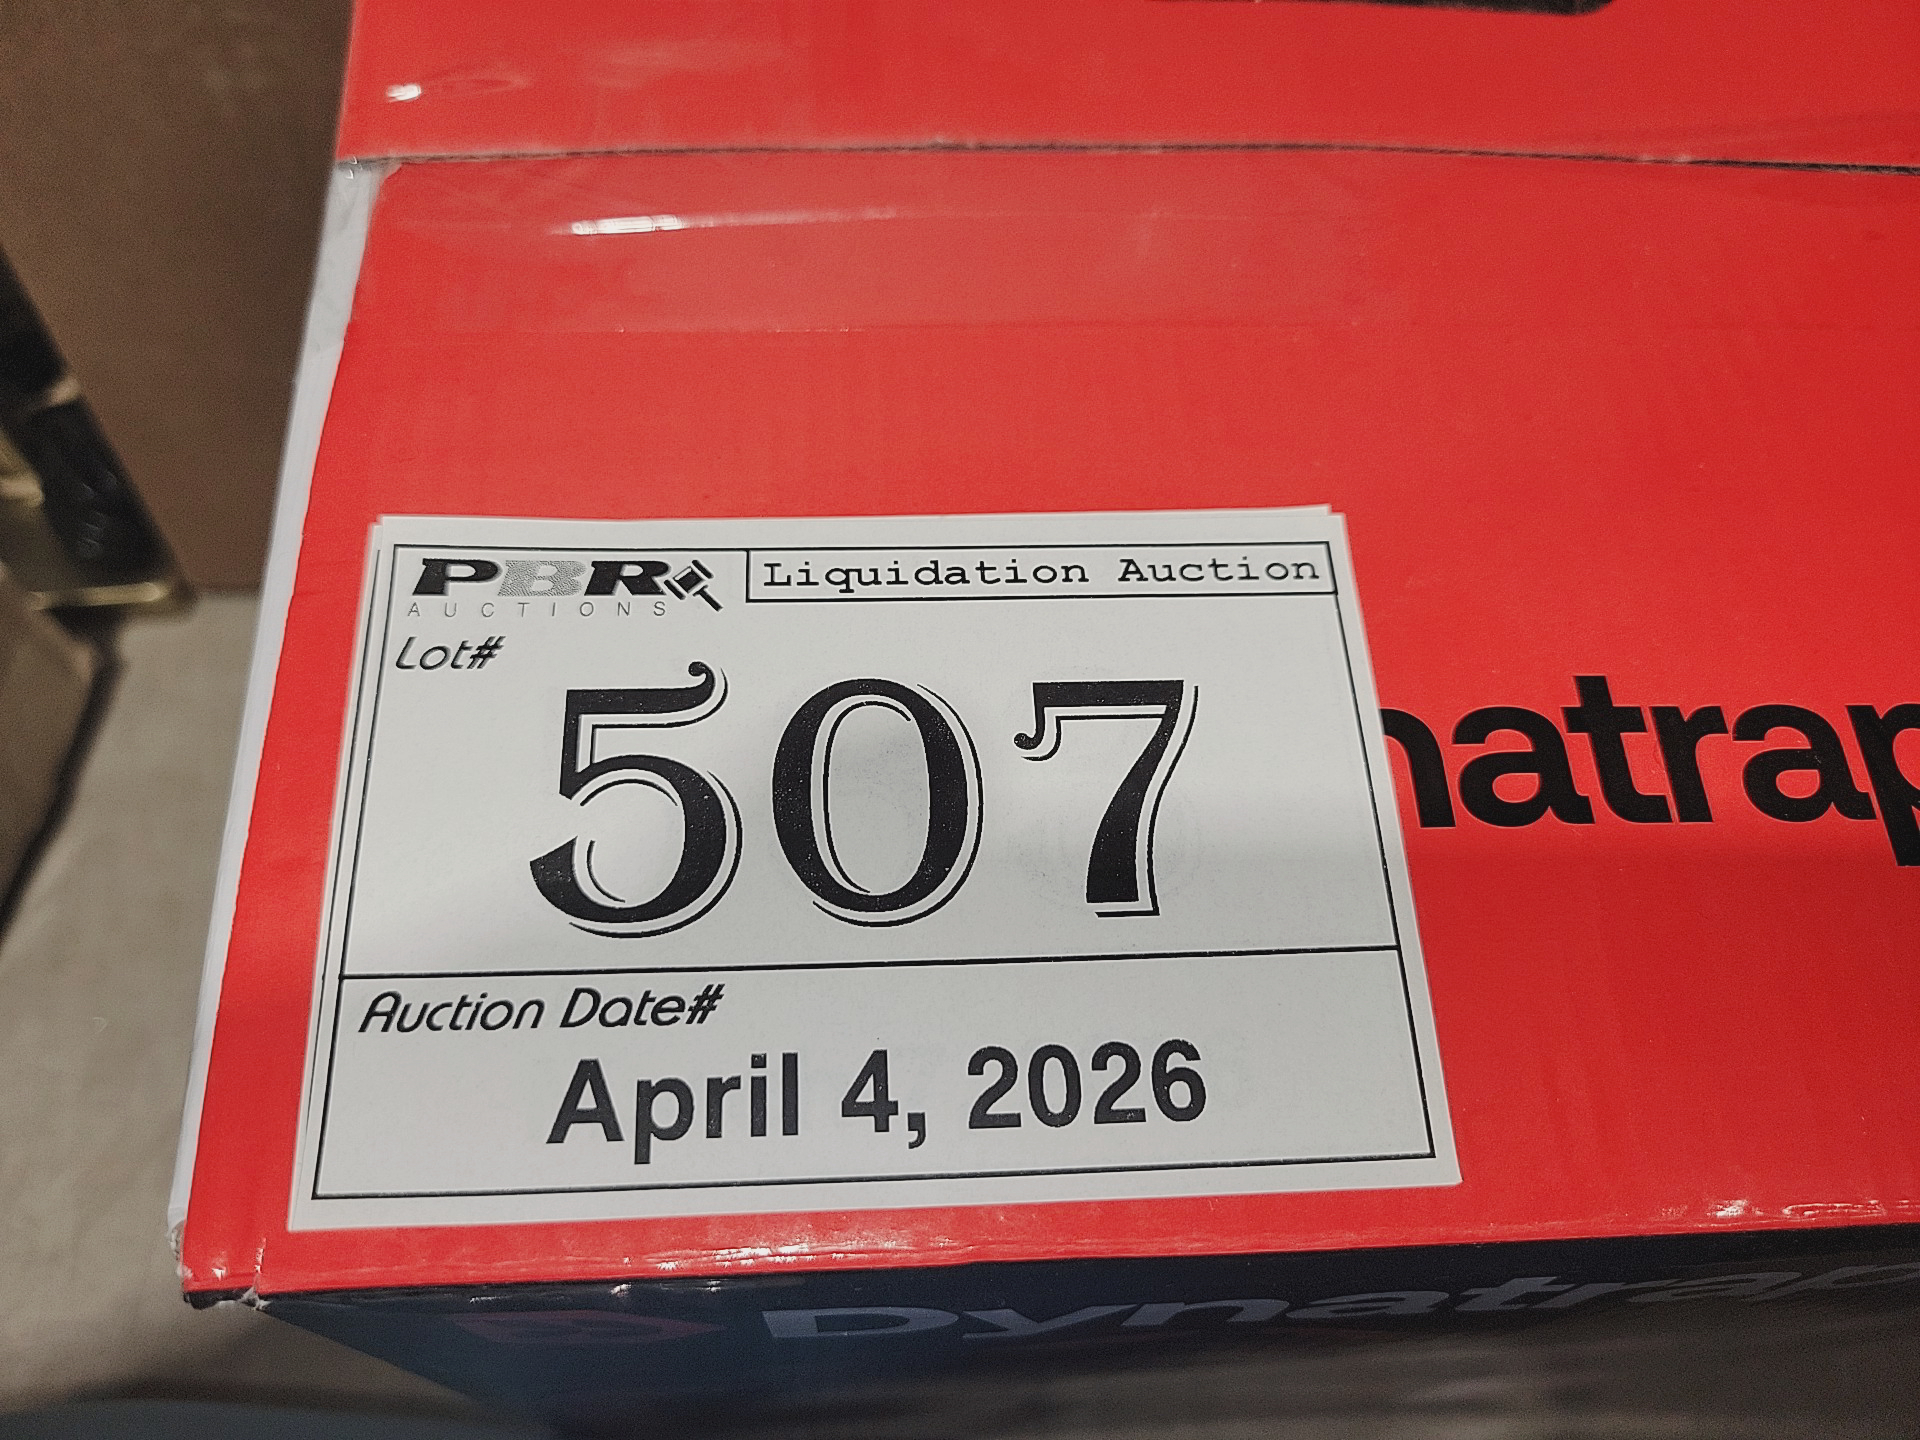 PBR
AUCTIONS
Liquidation Auction
Lot#
507
natrap
Auction Date#
April 4, 2026
Dynatrap